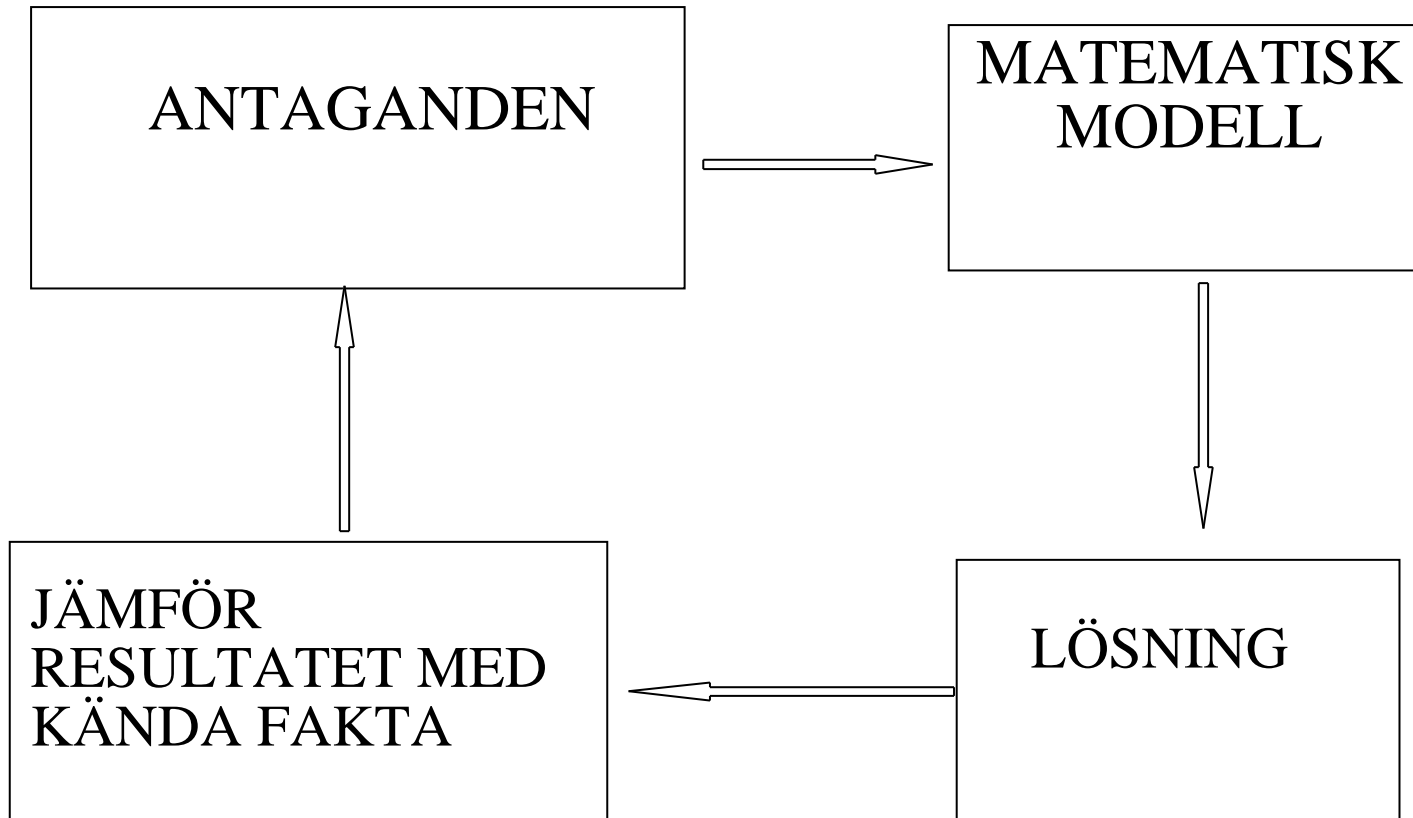 ANTAGANDEN
MATEMATISK
MODELL
JÄMFÖR
RESULTATET MED
KÄNDA FAKTA
LÖSNING